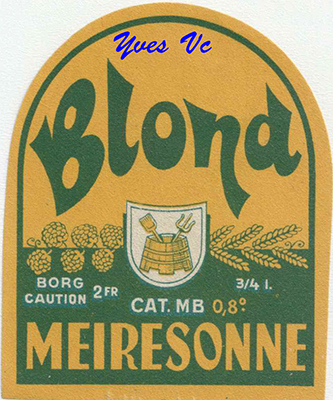 Yves Vc
Blond
BORG
CAUTION 2FR
3/4 l.
CAT. MB 0,8°
MEIRESONNE